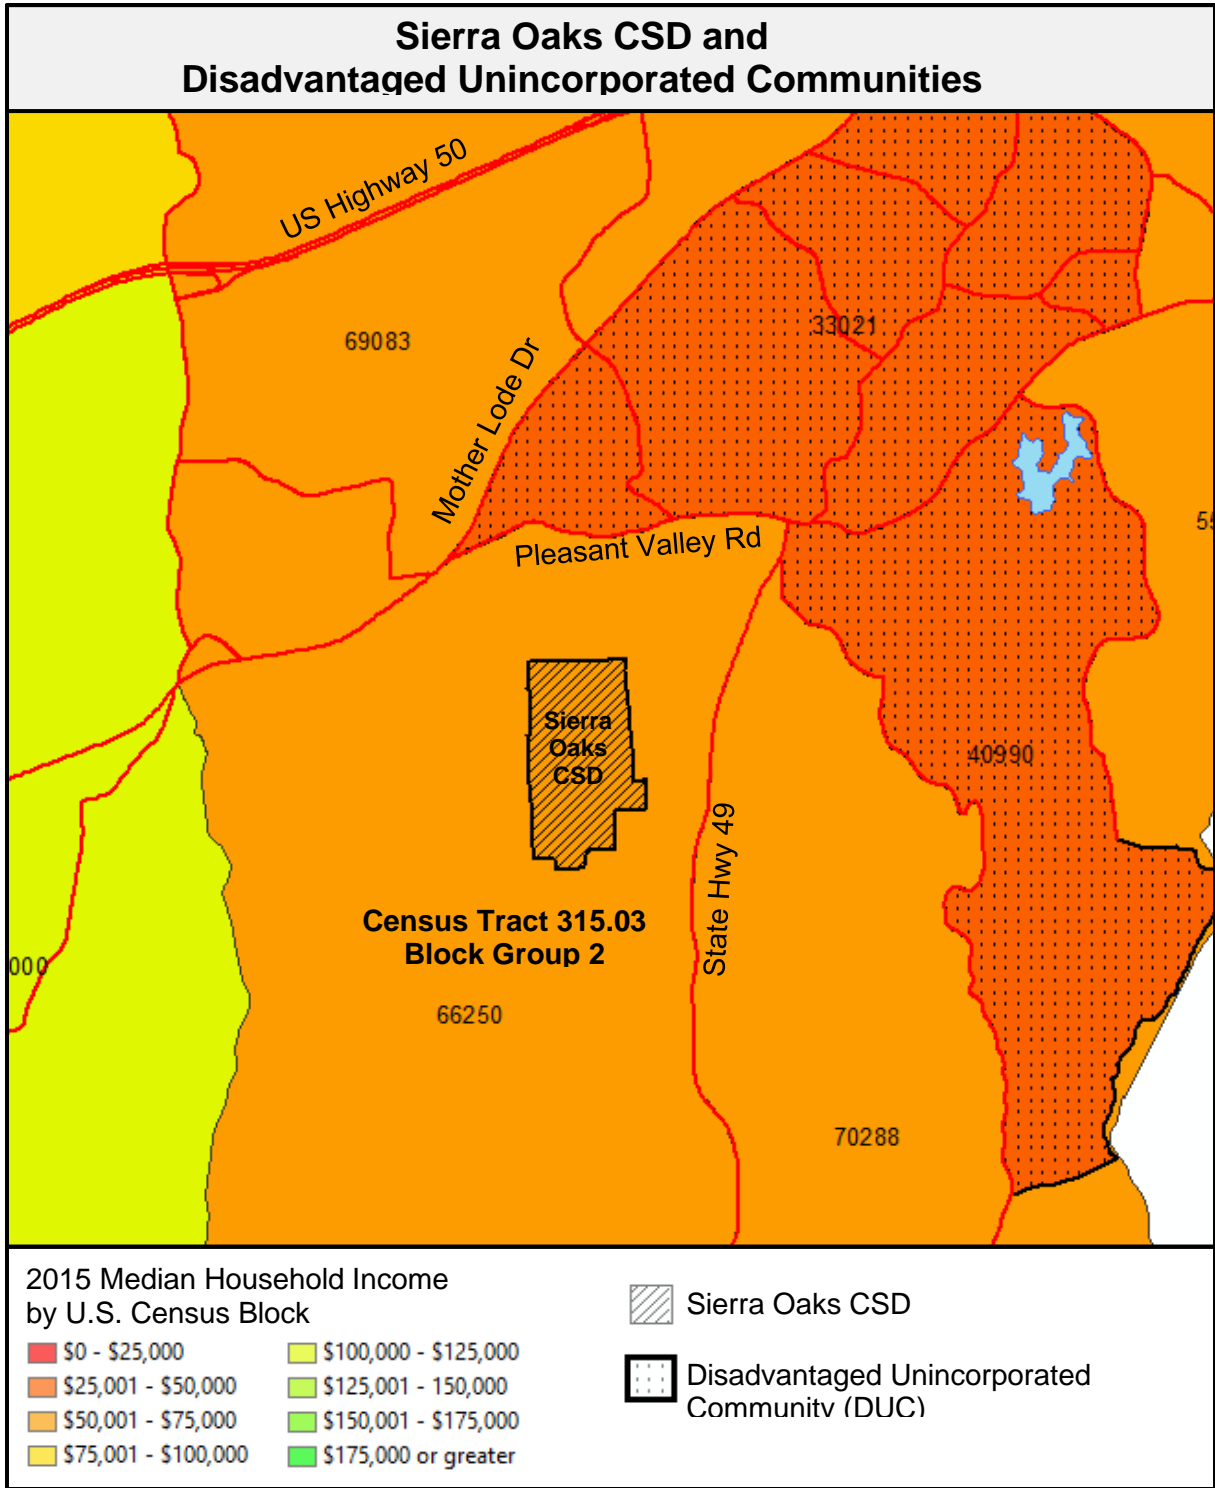 Sierra Oaks CSD and
Disadvantaged Unincorporated Communities
US Highway 50
69083
33021
Mother Lode Dr
Pleasant Valley Rd
Sierra
Oaks
CSD
40990
State Hwy 49
Census Tract 315.03
Block Group 2
000
66250
70288
2015 Median Household Income
by U.S. Census Block
$0 - $25,000
$25,001 - $50,000
$50,001 - $75,000
$75,001 - $100,000
$100,000 - $125,000
$125,001 - 150,000
$150,001 - $175,000
$175,000 or greater
Sierra Oaks CSD
Disadvantaged Unincorporated
Community (DUC)